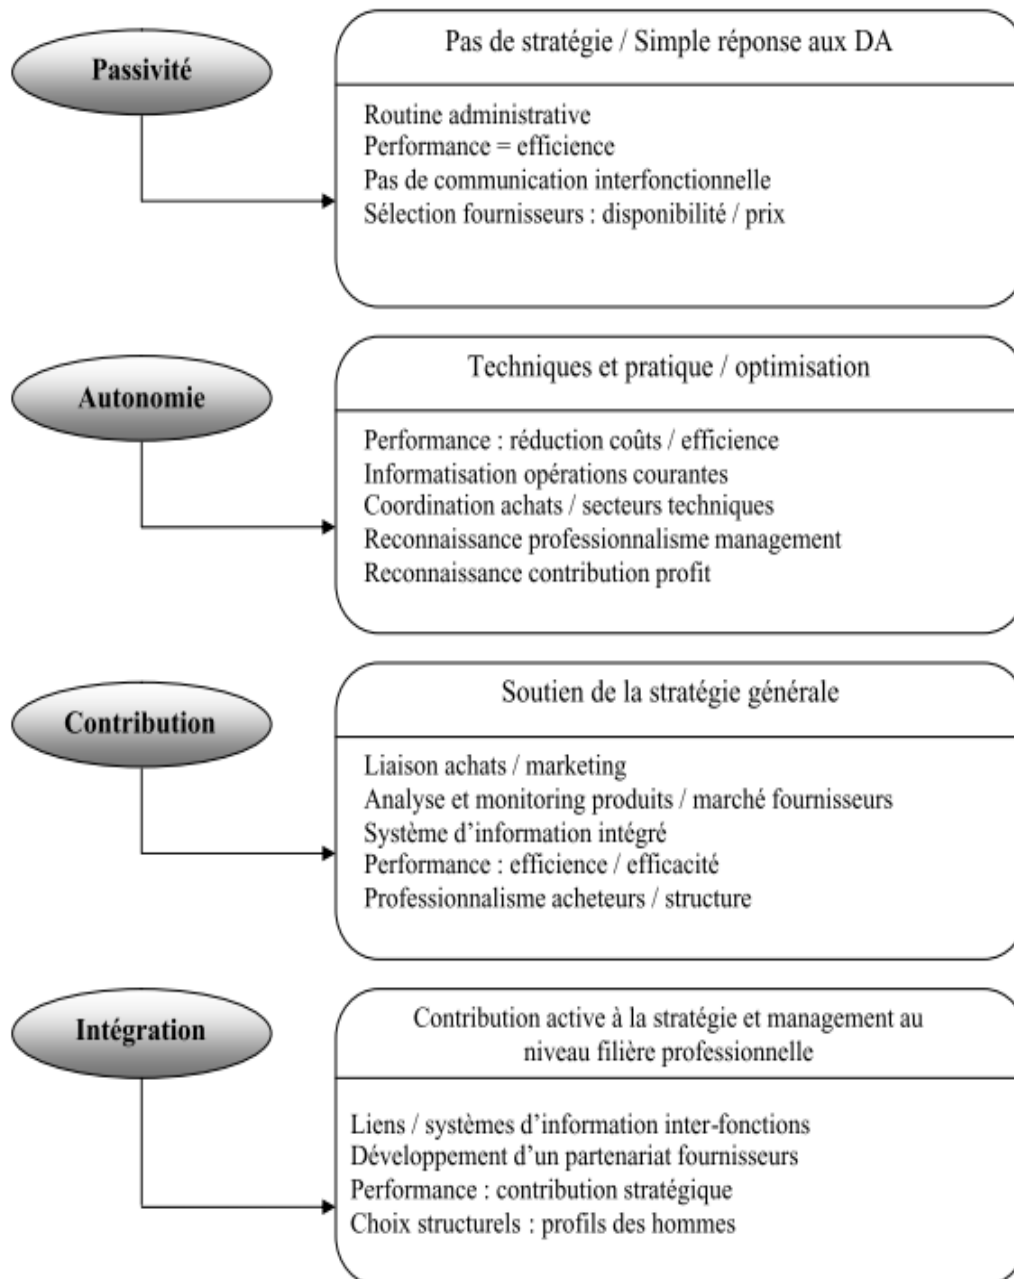 Passivité
Pas de stratégie / Simple réponse aux DA
Routine administrative
Performance = efficience
Pas de communication interfonctionnelle
Sélection fournisseurs : disponibilité / prix
Autonomie
Techniques et pratique / optimisation
Performance : réduction coûts / efficience
Informatisation opérations courantes
Coordination achats / secteurs techniques
Reconnaissance professionnalisme management
Reconnaissance contribution profit
Contribution
Soutien de la stratégie générale
Liaison achats / marketing
Analyse et monitoring produits / marché fournisseurs
Système d’information intégré
Performance : efficience / efficacité
Professionnalisme acheteurs / structure
Intégration
Contribution active à la stratégie et management au
niveau filière professionnelle
Liens / systèmes d’information inter-fonctions
Développement d’un partenariat fournisseurs
Performance : contribution stratégique
Choix structurels : profils des hommes